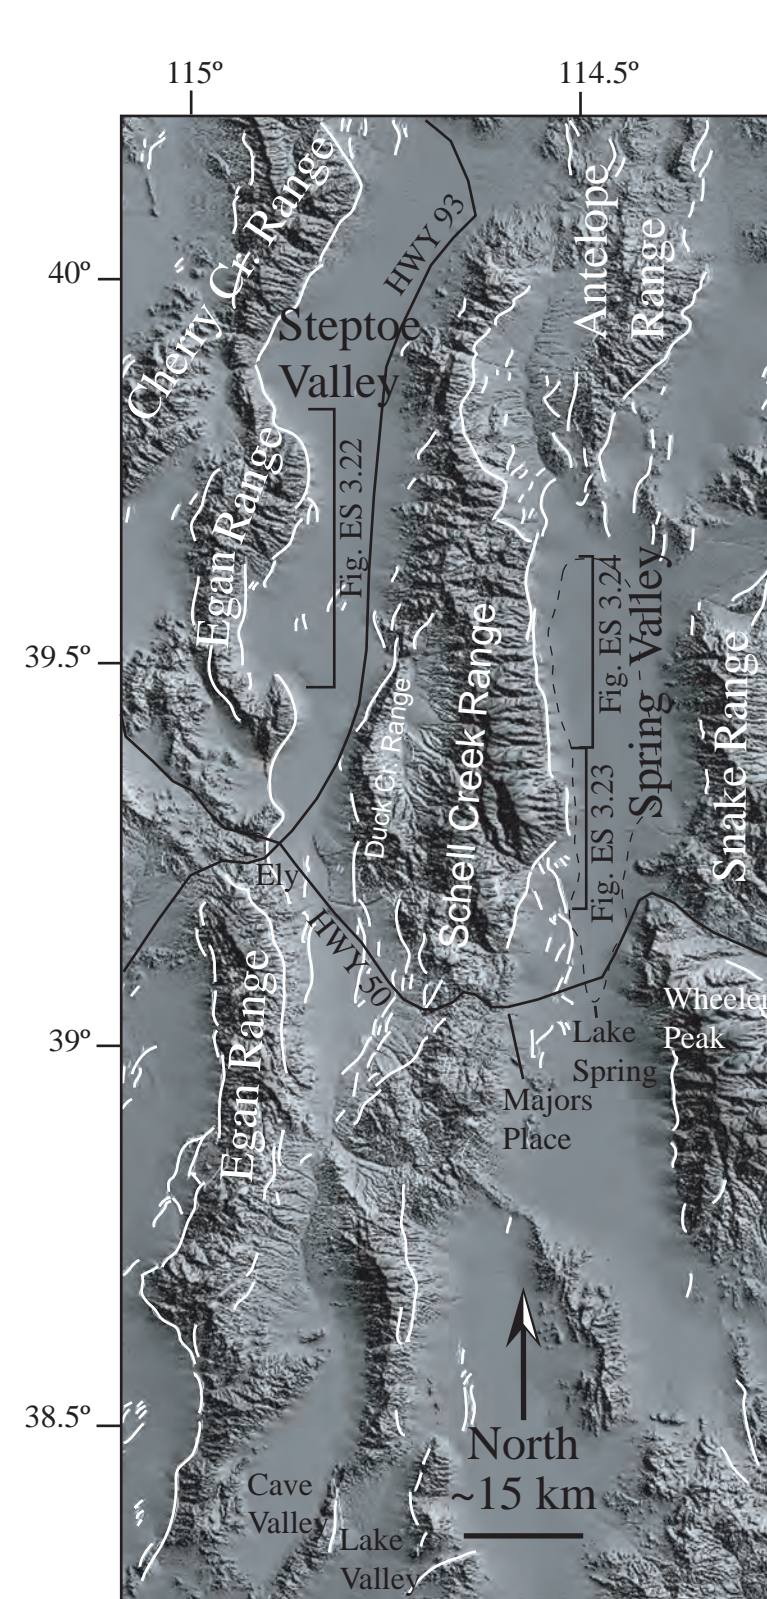 115º
114.5º
40º
39.5º
39º
38.5º
Cherry Cr. Range
HWY 93
Antelope
Range
Steptoe
Valley
Egan Range
Fig. ES 3.22
Fig. ES 3.24
Spring Valley
Schell Creek Range
Duck Cr. Range
Snake Range
Fig. ES 3.23
Ely
HWY 50
Egan Range
Wheeler
Peak
Lake
Spring
Majors
Place
North
~15 km
Cave
Valley
Lake
Valley